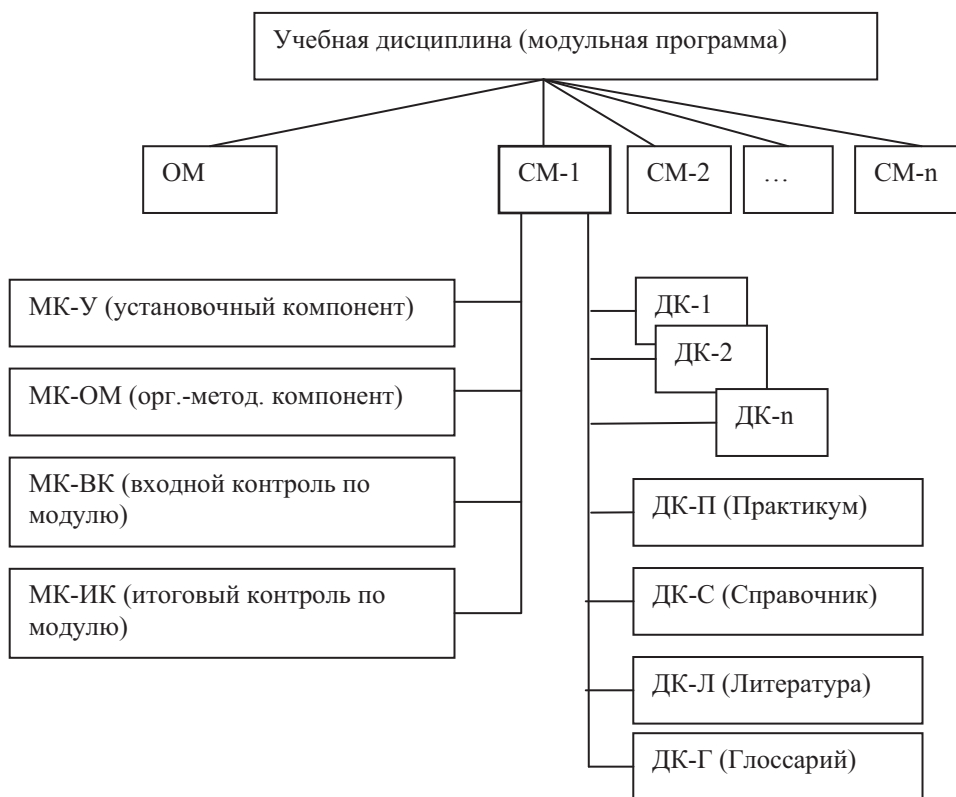 Учебная дисциплина (модульная программа)
ОМ
СМ-1
СМ-2
…
СМ-n
МК-У (установочный компонент)
МК-ОМ (орг.-метод. компонент)
МК-ВК (входной контроль по
модулю)
МК-ИК (итоговый контроль по
модулю)
ДК-1
ДК-2
ДК-n
ДК-П (Практикум)
ДК-С (Справочник)
ДК-Л (Литература)
ДК-Г (Глоссарий)